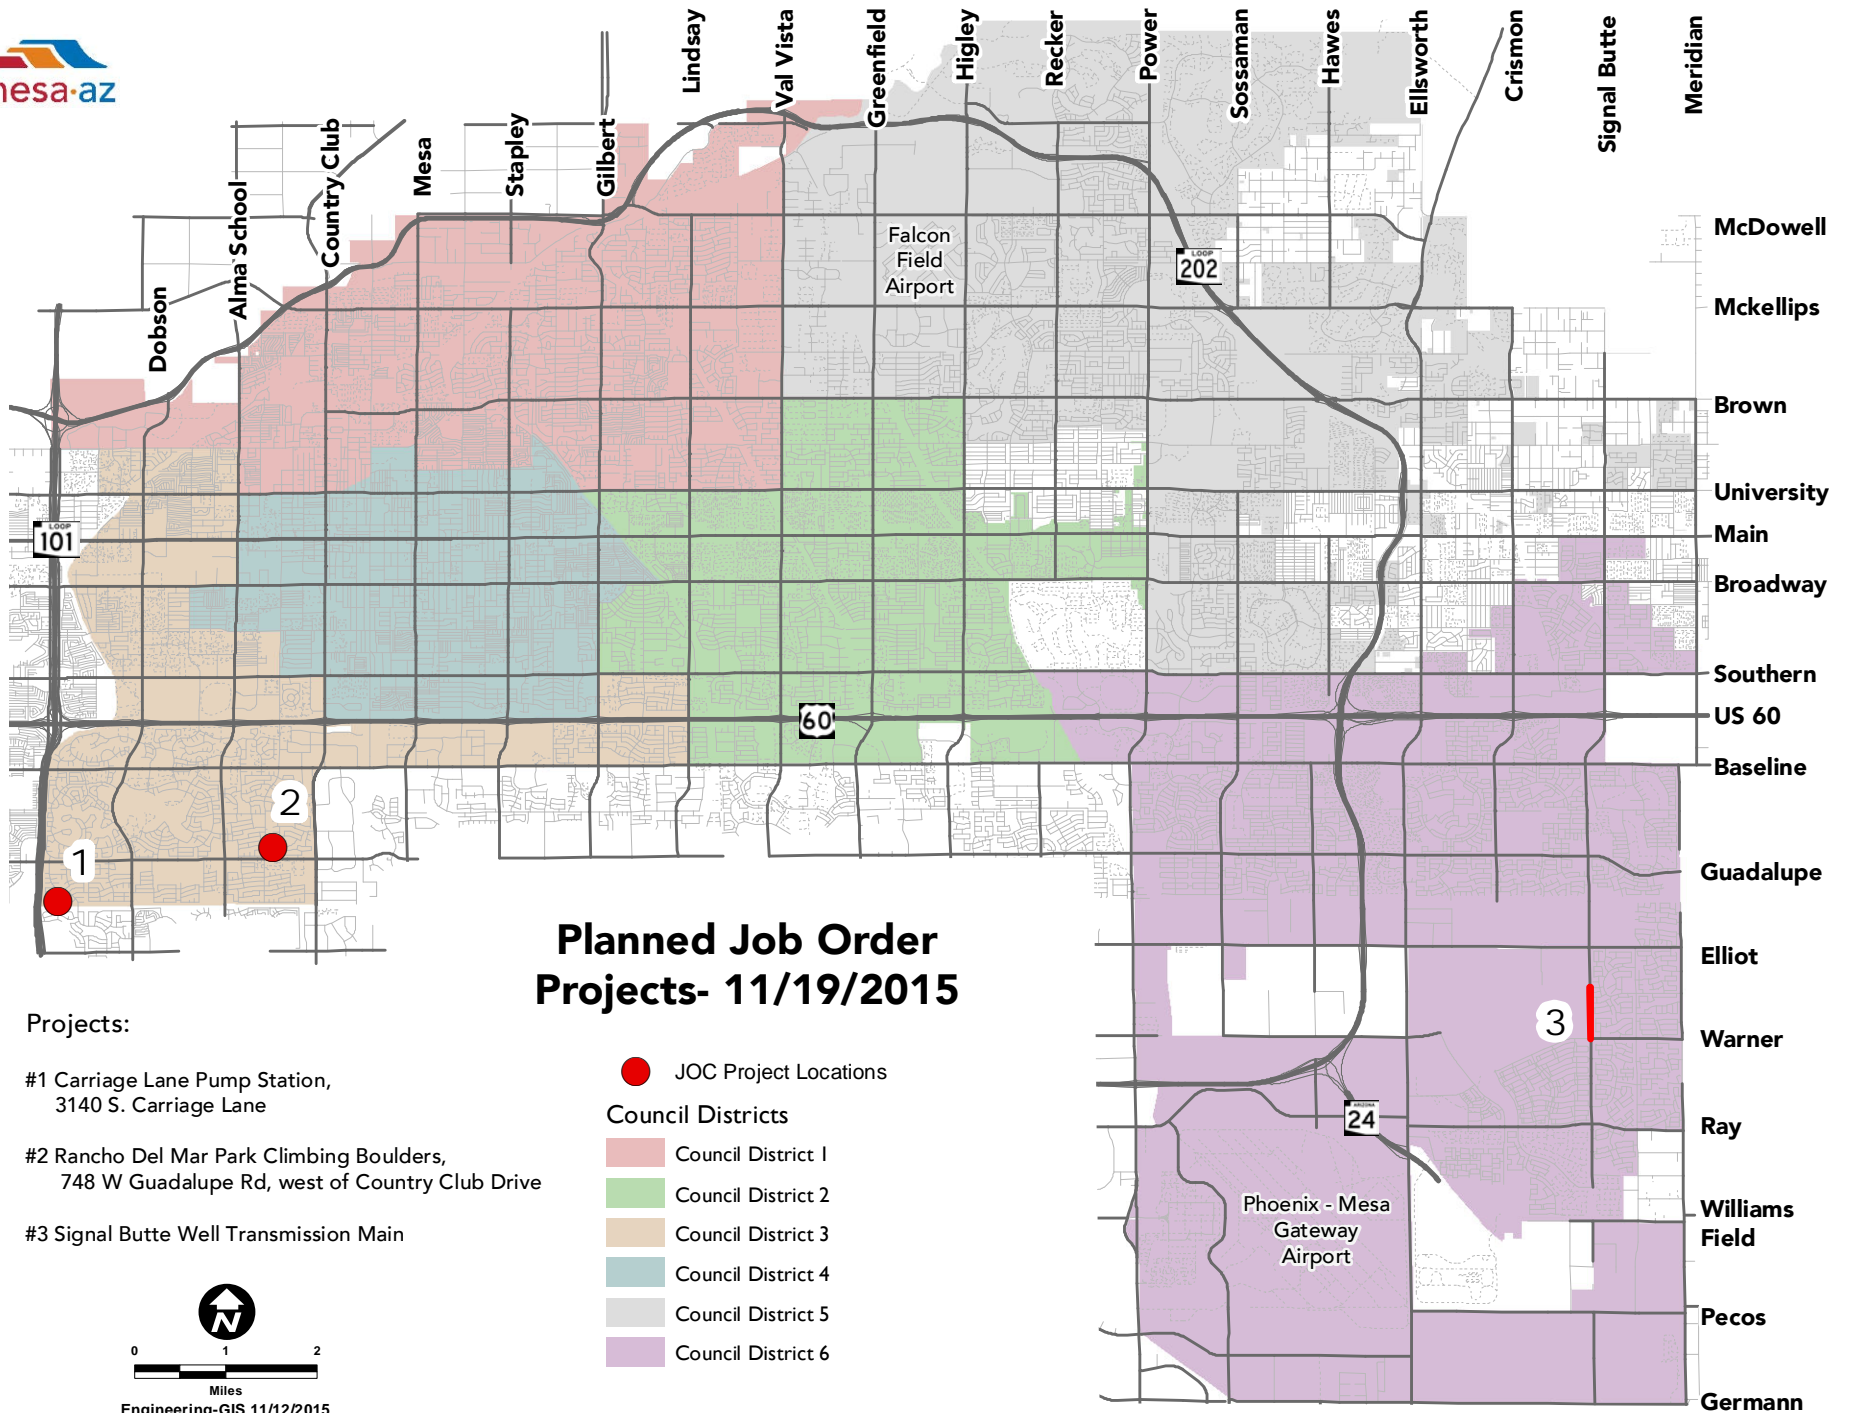 mesa·az
Lindsay
Val Vista
Greenfield
Higley
Recker
Power
Sossaman
Hawes
Ellsworth
Crismon
Signal Butte
Meridian
Dobson
Alma School
Country Club
Mesa
Stapley
Gilbert
McDowell
Mckellips
Brown
University
Main
Broadway
Southern
US 60
Baseline
Guadalupe
Elliot
Warner
Ray
Williams
Field
Pecos
Germann
Falcon
Field
Airport
LOOP
202
LOOP
101
60
ARIZONA
24
Phoenix - Mesa
Gateway
Airport
1
2
3
Planned Job Order
Projects- 11/19/2015
Projects:
#1 Carriage Lane Pump Station,
3140 S. Carriage Lane
#2 Rancho Del Mar Park Climbing Boulders,
748 W Guadalupe Rd, west of Country Club Drive
#3 Signal Butte Well Transmission Main
JOC Project Locations
Council Districts
Council District 1
Council District 2
Council District 3
Council District 4
Council District 5
Council District 6
N
0 1 2
Miles
Engineering-GIS 11/12/2015